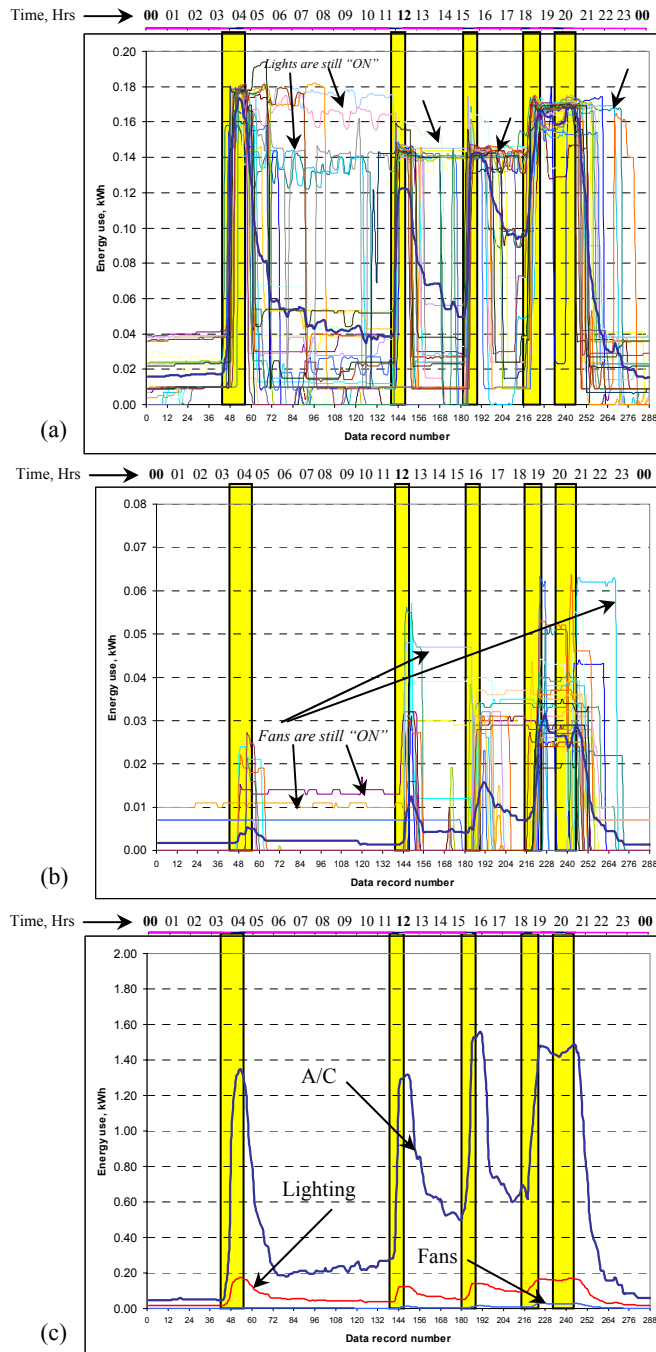 Time, Hrs 00 01 02 03 04 05 06 07 08 09 10 11 12 13 14 15 16 17 18 19 20 21 22 23 00
0.20
0.18
0.16
0.14
0.12
0.10
0.08
0.06
0.04
0.02
0.00
Energy use, kWh
Lights are still “ON”
0 12 24 36 48 60 72 84 96 108 120 132 144 156 168 180 192 204 216 228 240 252 264 276 288
Data record number
(a)
Time, Hrs 00 01 02 03 04 05 06 07 08 09 10 11 12 13 14 15 16 17 18 19 20 21 22 23 00
0.08
0.07
0.06
0.05
0.04
0.03
0.02
0.01
0.00
Energy use, kWh
Fans are still “ON”
0 12 24 36 48 60 72 84 96 108 120 132 144 156 168 180 192 204 216 228 240 252 264 276 288
Data record number
(b)
Time, Hrs 00 01 02 03 04 05 06 07 08 09 10 11 12 13 14 15 16 17 18 19 20 21 22 23 00
2.00
1.80
1.60
1.40
1.20
1.00
0.80
0.60
0.40
0.20
0.00
Energy use, kWh
A/C
Lighting
Fans
0 12 24 36 48 60 72 84 96 108 120 132 144 156 168 180 192 204 216 228 240 252 264 276 288
Data record number
(c)